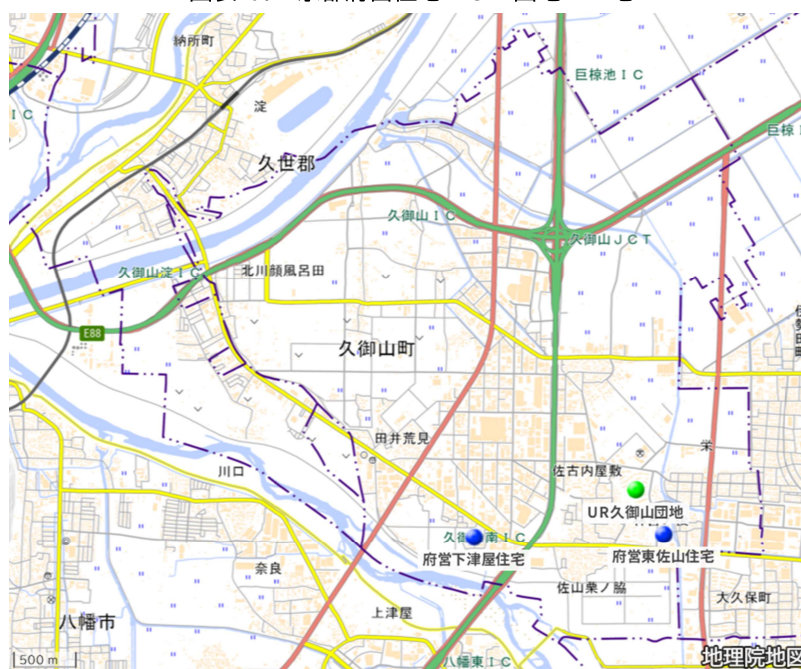 納所町
巨椋池ＩＣ
ＩＣ
淀
巨椋
久世郡
久御山ＩＣ
久御山ＪＣＴ
久御山淀ＩＣ
北川顔風呂田
E88
久御山町
田井荒見
栄
川口
佐古内屋敷
UR久御山団地
南ＩＣ
府営下津屋住宅
府営東佐山住宅
奈良
佐山栗ノ脇
大久保町
上津屋
八幡市
500 m
八幡東ＩＣ
地理院地図